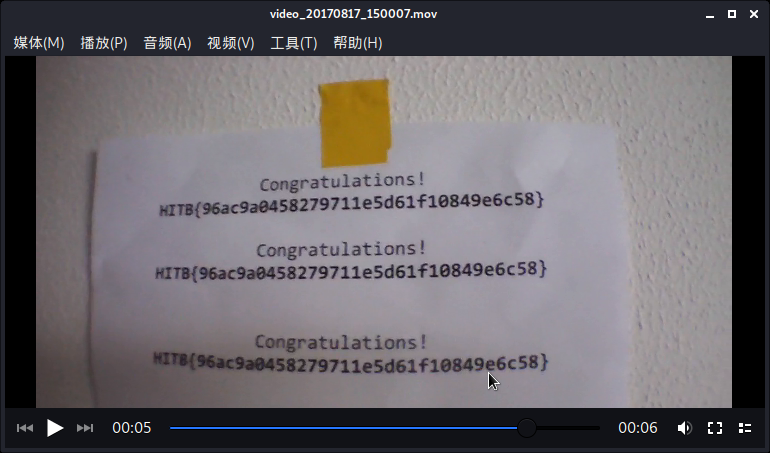 video_20170817_150007.mov
媒体(M) 播放(P) 音频(A) 视频(V) 工具(T) 帮助(H)
Congratulations!
HITB{96ac9a0458279711e5d61f10849e6c58}
Congratulations!
HITB{96ac9a0458279711e5d61f10849e6c58}
Congratulations!
HITB{96ac9a0458279711e5d61f10849e6c58}
00:05 00:06